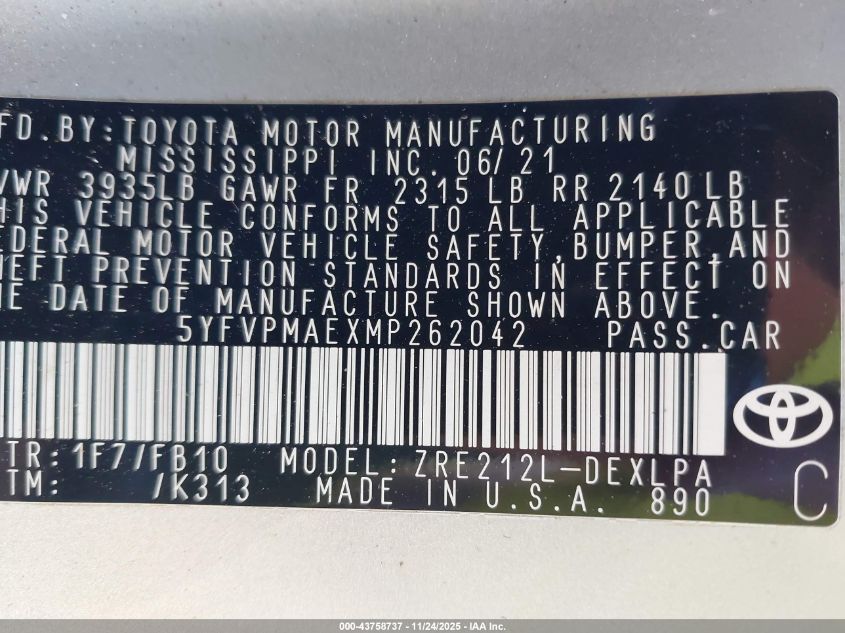 FD. BY: TOYOTA MOTOR MANUFACTURING
MISSISSIPPI INC. 06/21
VWR 3935LB GAWR FR 2315 LB RR 2140 LB
HIS VEHICLE CONFORMS TO ALL APPLICABLE
EDERAL MOTOR VEHICLE SAFETY, BUMPER, AND
HEFT PREVENTION STANDARDS IN EFFECT ON
HE DATE OF MANUFACTURE SHOWN ABOVE.
5YFVPMAEXMP262042 PASS. CAR
TR: 1F7/FB10 MODEL: ZRE212L-DEXLPA
TM: /K313 MADE IN U.S.A. 890 C
000-43758737 - 11/24/2025 - IAA Inc.